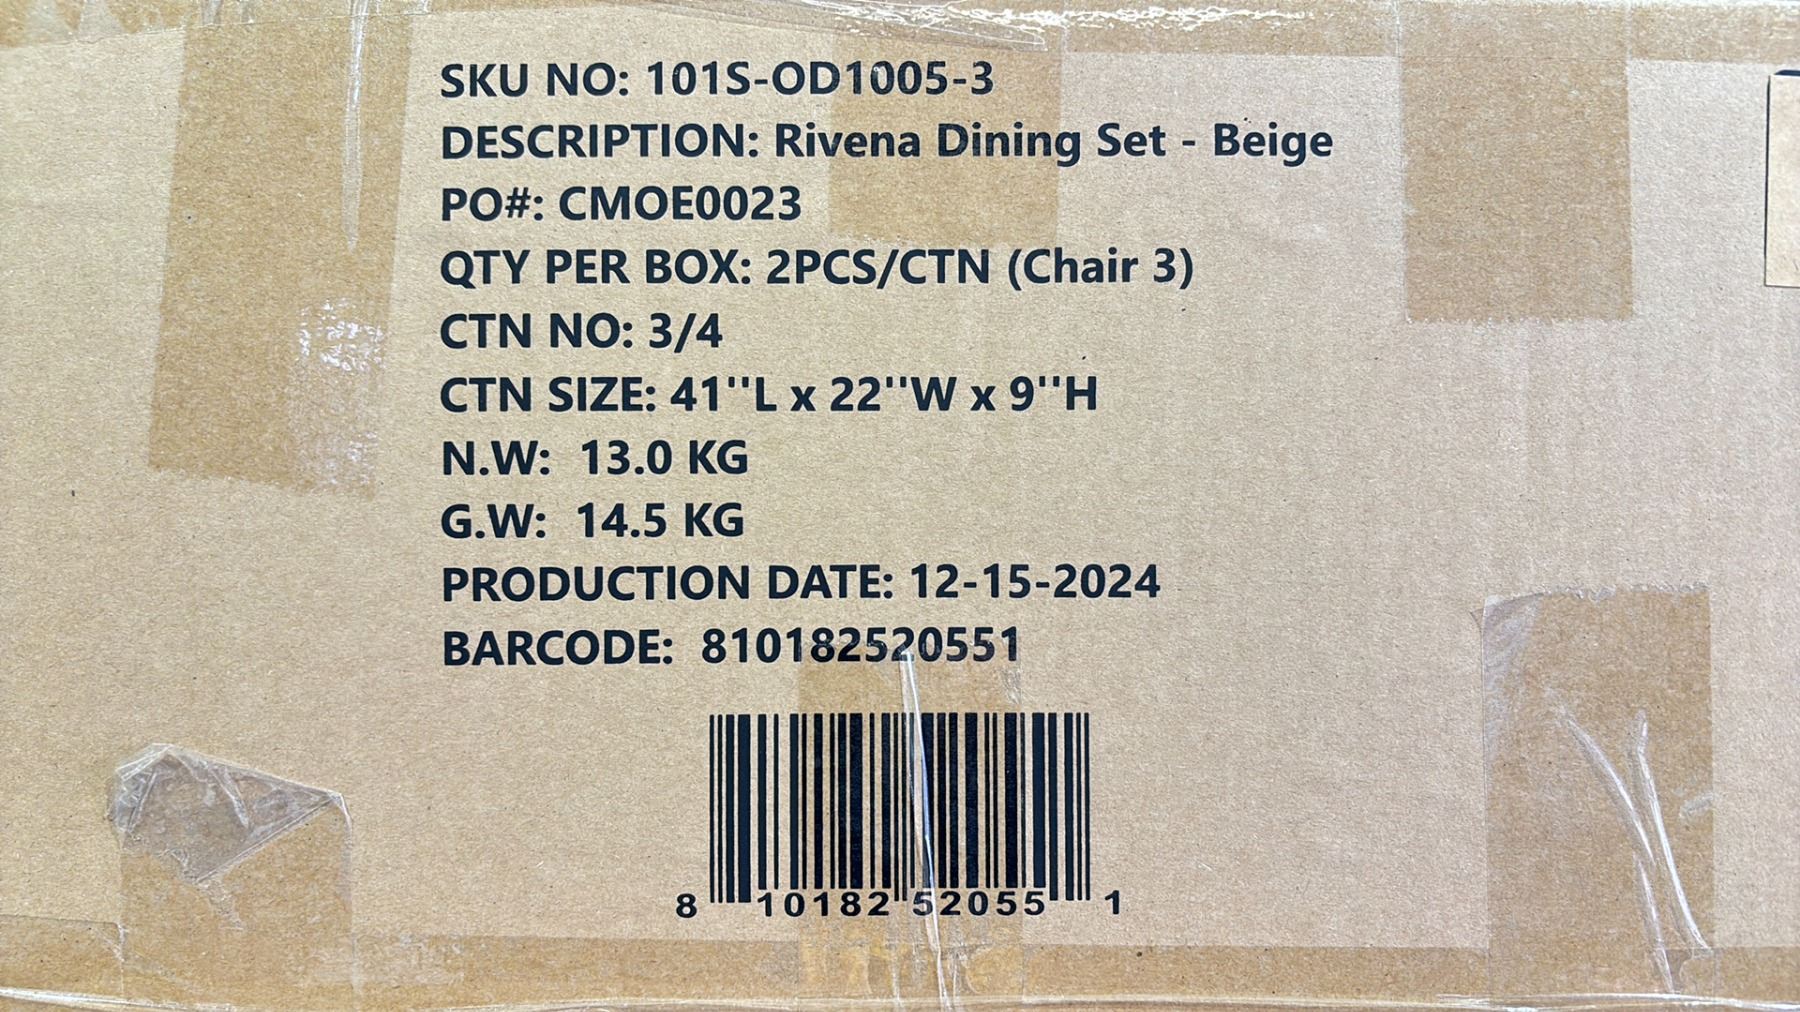 SKU NO: 101S-OD1005-3
DESCRIPTION: Rivena Dining Set - Beige
PO#: CMOE0023
QTY PER BOX: 2PCS/CTN (Chair 3)
CTN NO: 3/4
CTN SIZE: 41''L x 22''W x 9''H
N.W: 13.0 KG
G.W: 14.5 KG
PRODUCTION DATE: 12-15-2024
BARCODE: 810182520551
8 10182 52055 1